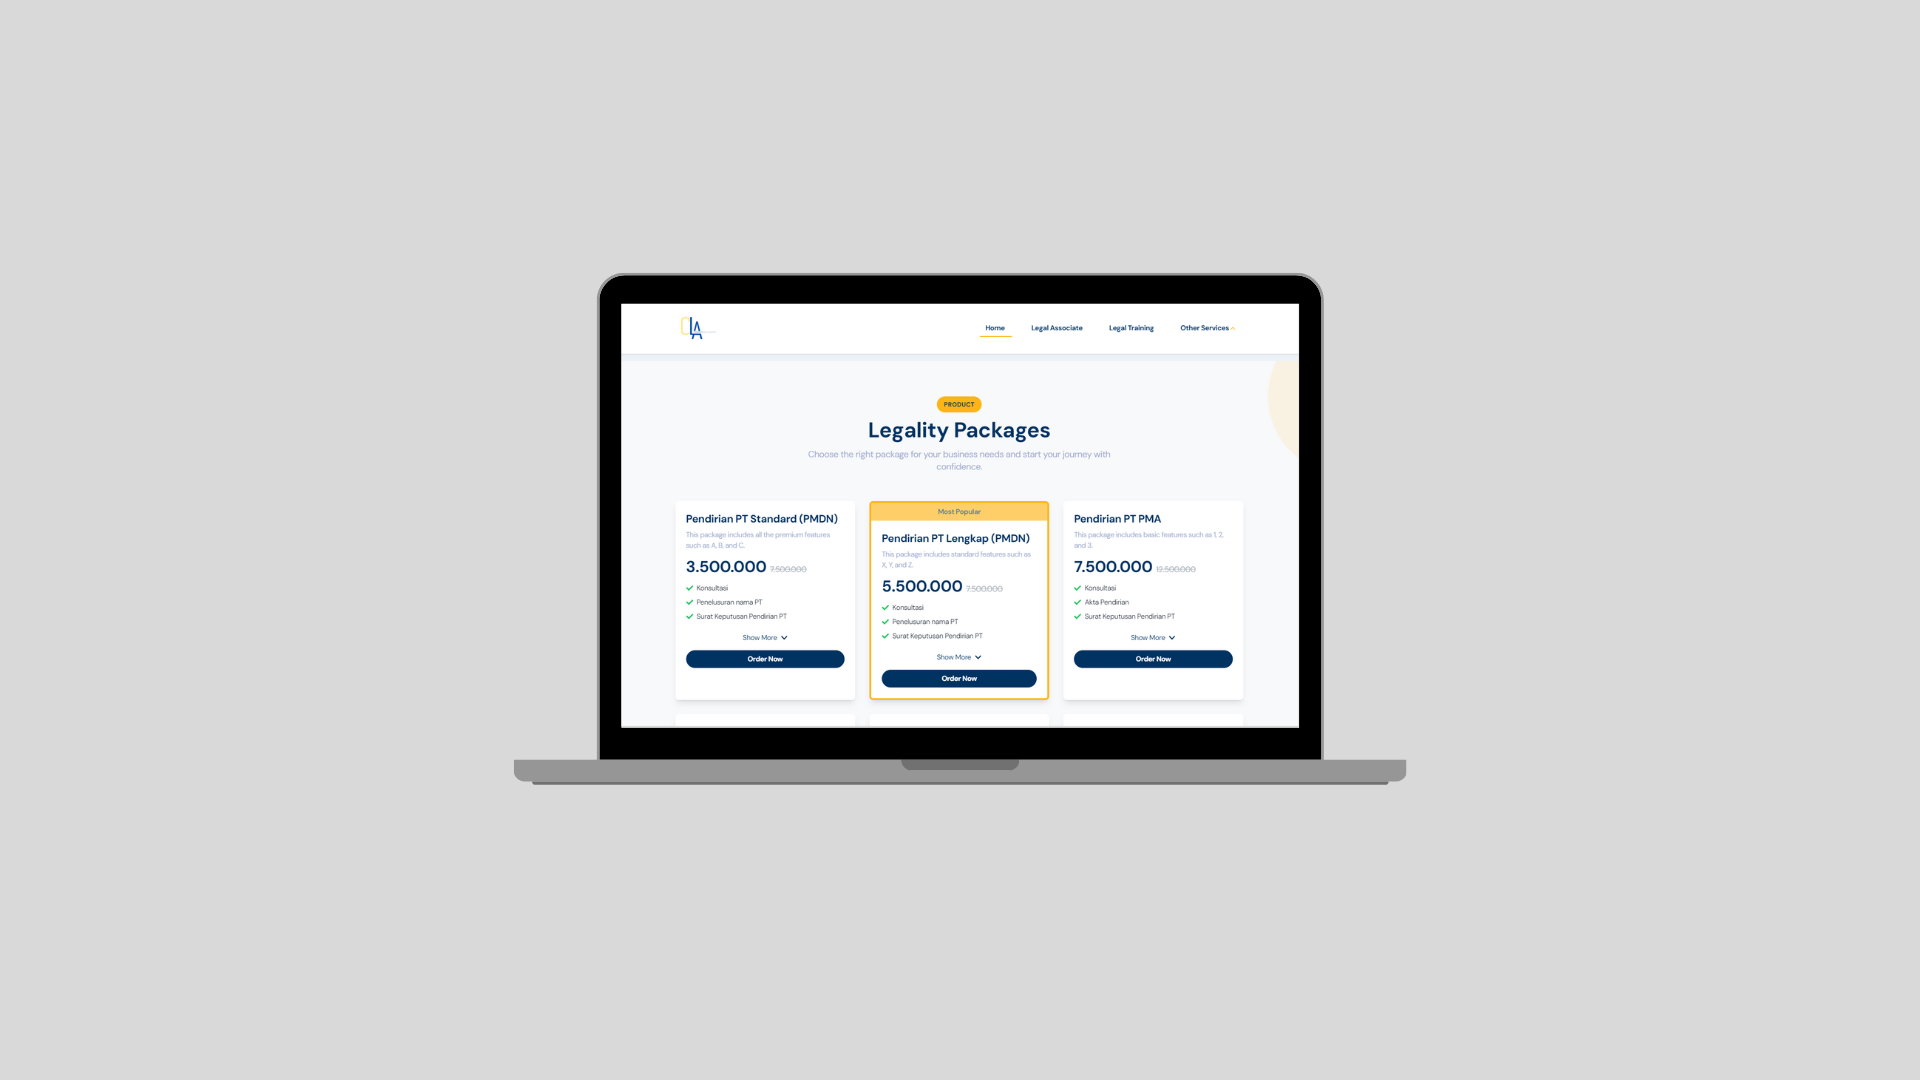 CLA
Home
Legal Associate
Legal Training
Other Services
PRODUCT
Legality Packages
Choose the right package for your business needs and start your journey with
confidence.
Pendirian PT Standard (PMDN)
This package includes all the premium features
such as A, B, and C.
3.500.000 7.500.000
Konsultasi
Penelusuran nama PT
Surat Keputusan Pendirian PT
Show More
Order Now
Most Popular
Pendirian PT Lengkap (PMDN)
This package includes standard features such as
X, Y, and Z.
5.500.000 7.500.000
Konsultasi
Penelusuran nama PT
Surat Keputusan Pendirian PT
Show More
Order Now
Pendirian PT PMA
This package includes basic features such as 1, 2,
and 3.
7.500.000 12.500.000
Konsultasi
Akta Pendirian
Surat Keputusan Pendirian PT
Show More
Order Now